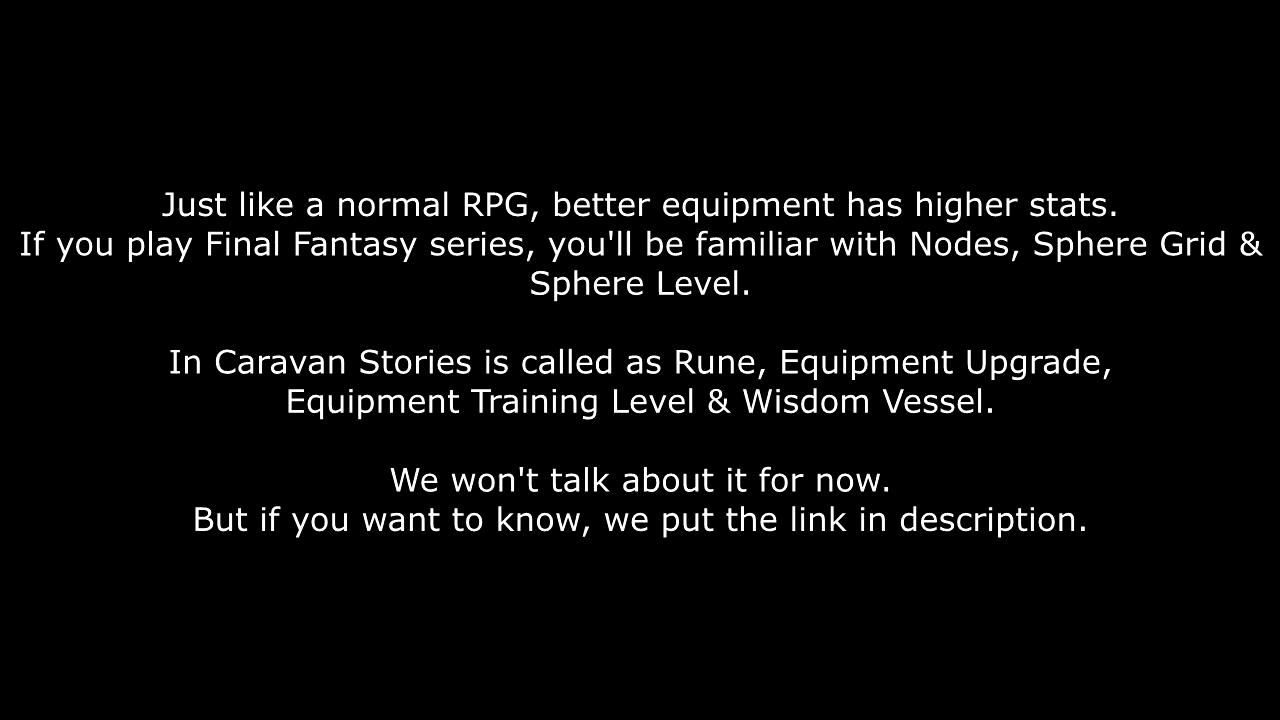 Just like a normal RPG, better equipment has higher stats.
If you play Final Fantasy series, you'll be familiar with Nodes, Sphere Grid &
Sphere Level.
In Caravan Stories is called as Rune, Equipment Upgrade,
Equipment Training Level & Wisdom Vessel.
We won't talk about it for now.
But if you want to know, we put the link in description.